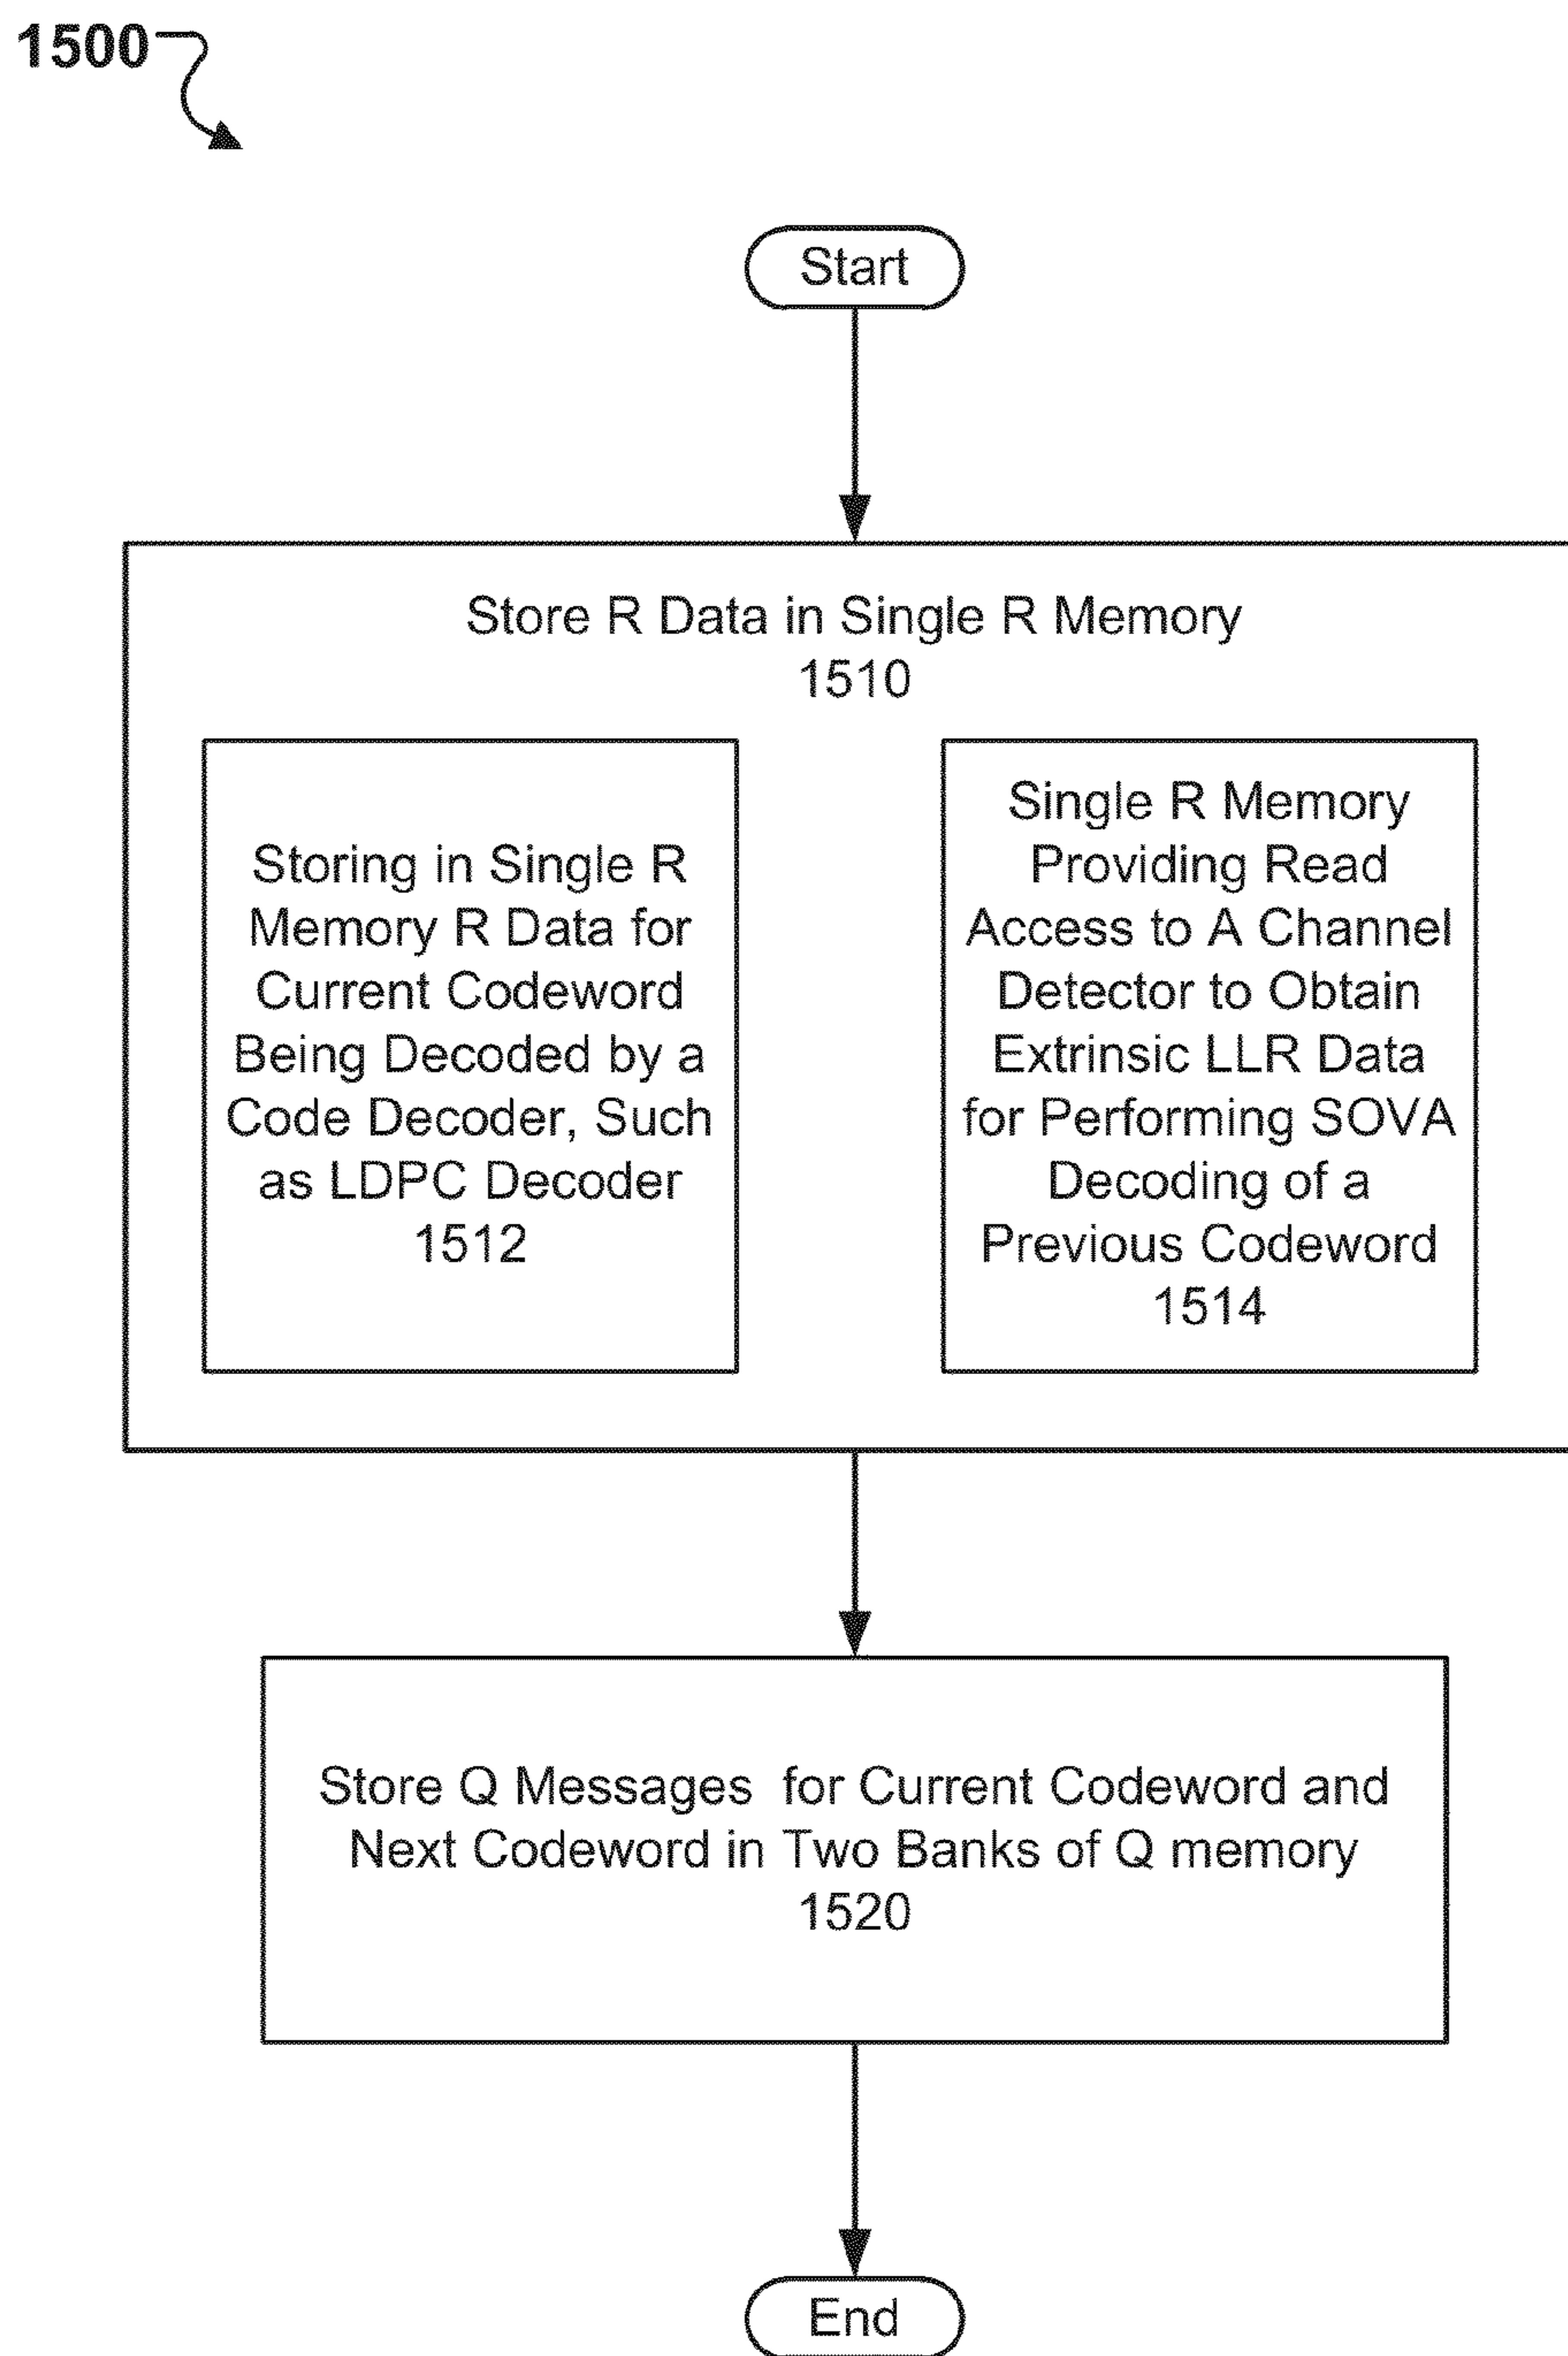 1500
Start
Store R Data in Single R Memory
1510
Storing in Single R
Memory R Data for
Current Codeword
Being Decoded by a
Code Decoder, Such
as LDPC Decoder
1512
Single R Memory
Providing Read
Access to A Channel
Detector to Obtain
Extrinsic LLR Data
for Performing SOVA
Decoding of a
Previous Codeword
1514
Store Q Messages for Current Codeword and
Next Codeword in Two Banks of Q memory
1520
End